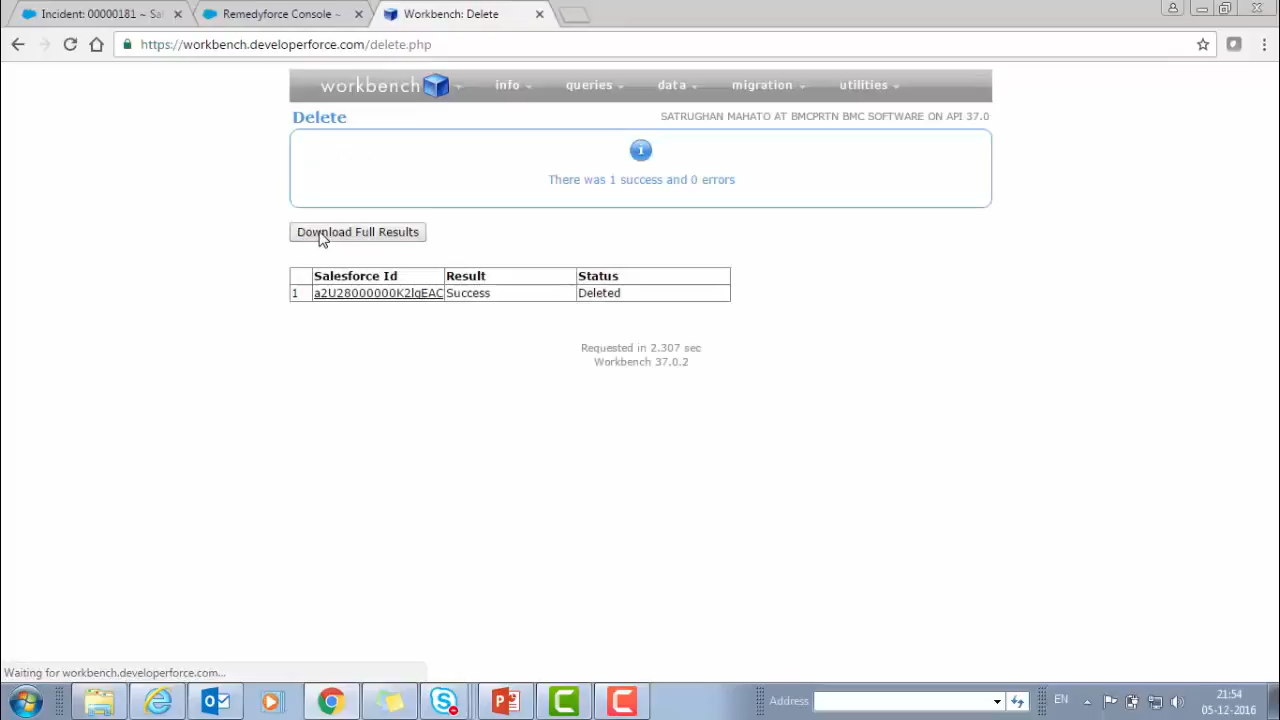 Incident: 00000181 ~ Sal
Remedyforce Console ~
Workbench: Delete
https://workbench.developerforce.com/delete.php
workbench info queries data migration utilities
Delete
SATRUGHAN MAHATO AT BMCPRTN BMC SOFTWARE ON API 37.0
There was 1 success and 0 errors
Download Full Results
Salesforce Id Result Status
1 a2U28000000K2lgEAC Success Deleted
Requested in 2.307 sec
Workbench 37.0.2
Waiting for workbench.developerforce.com...
Address
EN
21:54
05-12-2016